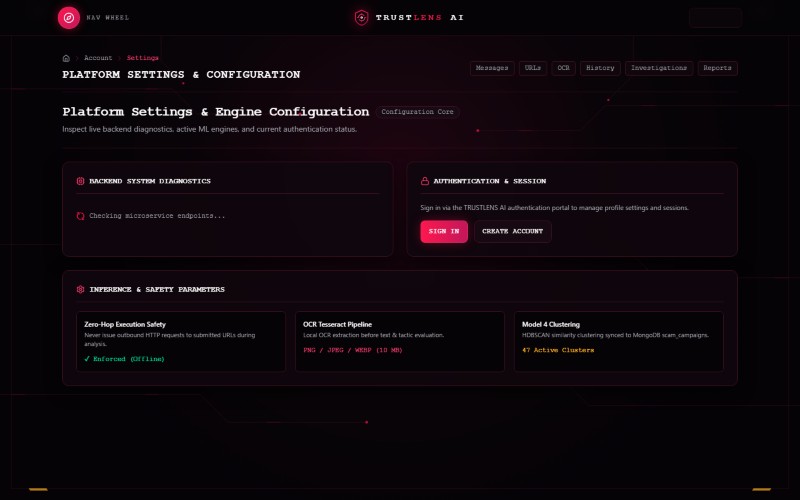 NAV WHEEL
TRUSTLENS AI
Account > Settings
PLATFORM SETTINGS & CONFIGURATION
Messages
URLs
OCR
History
Investigations
Reports
Platform Settings & Engine Configuration
Configuration Core
Inspect live backend diagnostics, active ML engines, and current authentication status.
BACKEND SYSTEM DIAGNOSTICS
Checking microservice endpoints...
AUTHENTICATION & SESSION
Sign in via the TRUSTLENS AI authentication portal to manage profile settings and sessions.
SIGN IN
CREATE ACCOUNT
INFERENCE & SAFETY PARAMETERS
Zero-Hop Execution Safety
Never issue outbound HTTP requests to submitted URLs during
analysis.
✓ Enforced (Offline)
OCR Tesseract Pipeline
Local OCR extraction before text & tactic evaluation.
PNG / JPEG / WEBP (10 MB)
Model 4 Clustering
HDBSCAN similarity clustering synced to MongoDB scam_campaigns.
47 Active Clusters